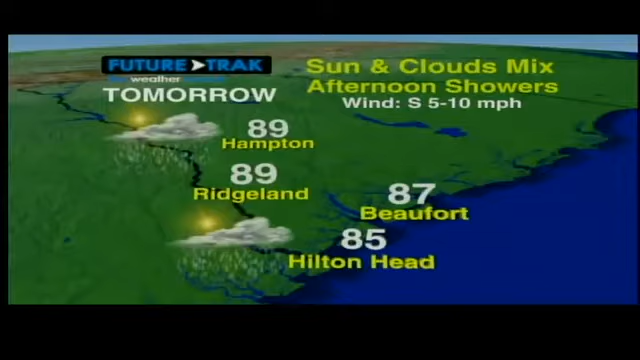 FUTURE TRAK
weather
TOMORROW
Sun & Clouds Mix
Afternoon Showers
Wind: S 5-10 mph
89
Hampton
89
Ridgeland
87
Beaufort
85
Hilton Head